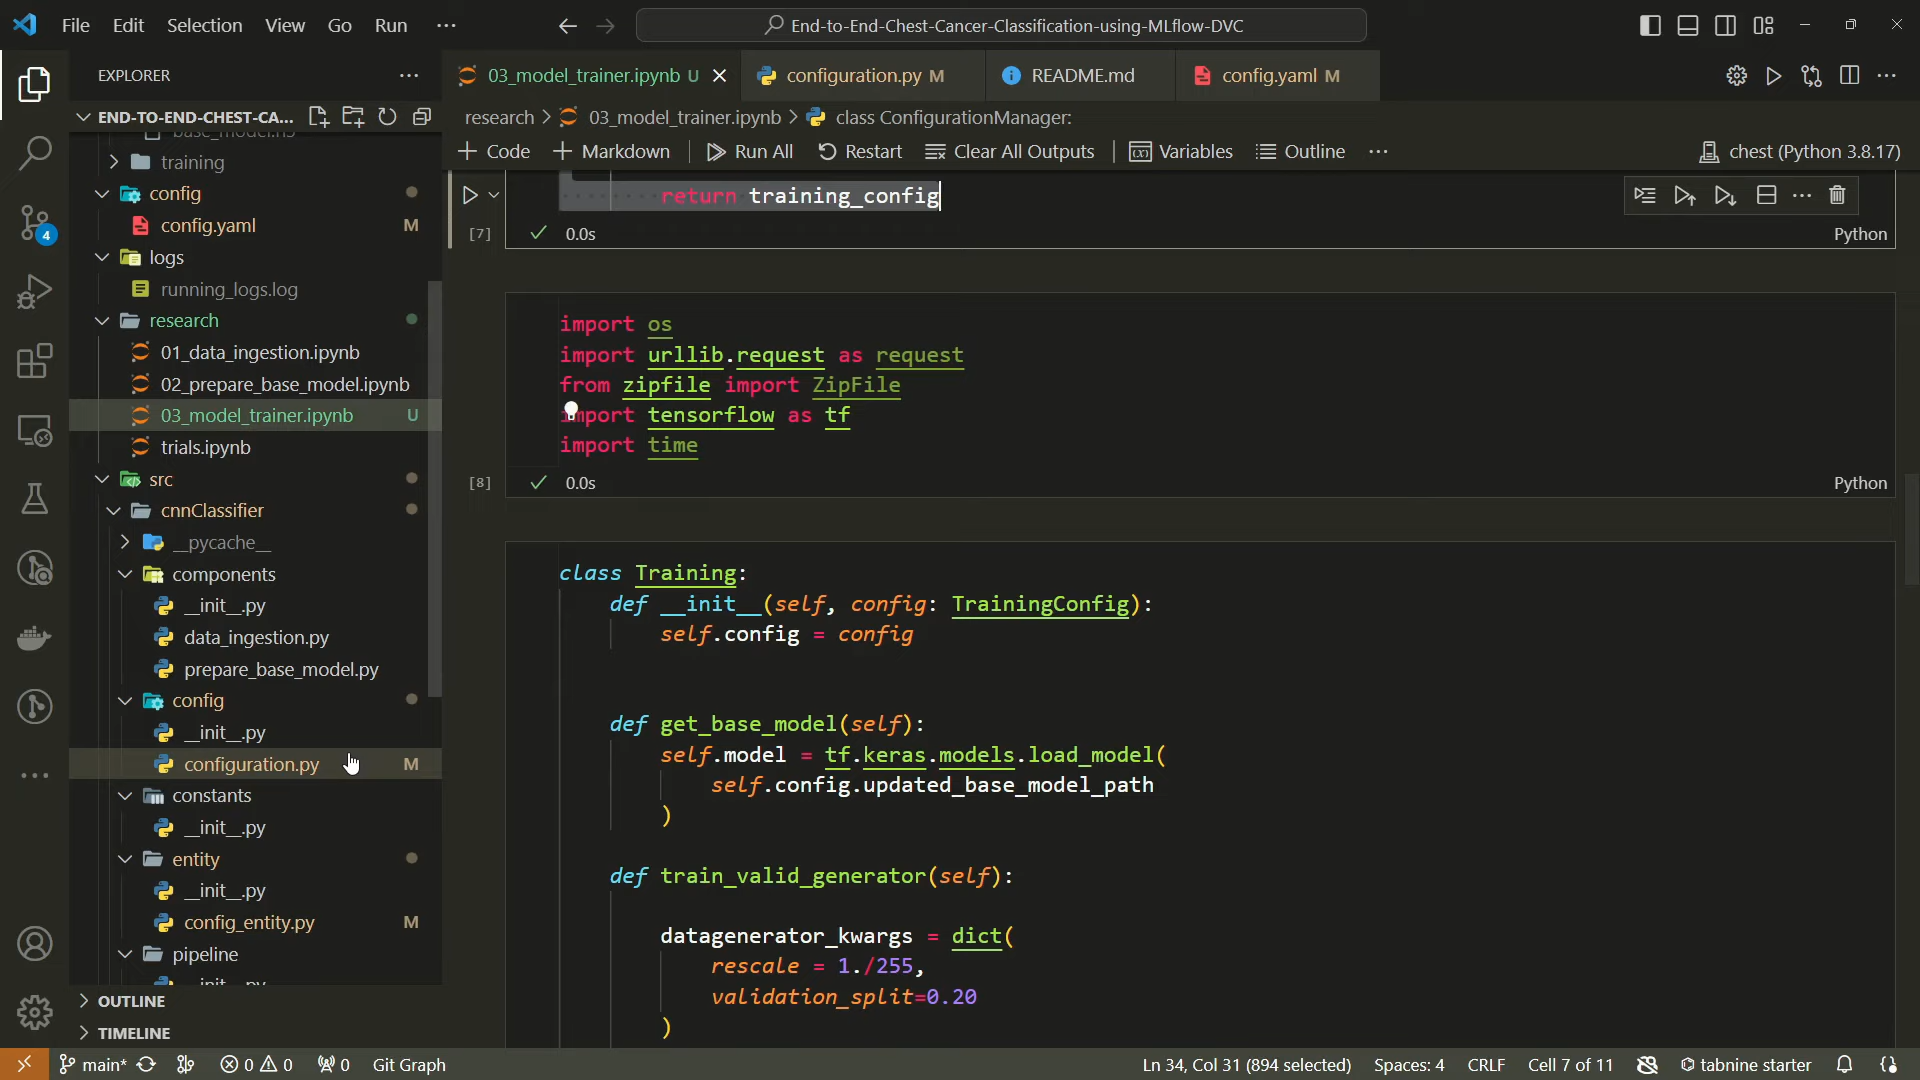 File Edit Selection View Go Run ···
End-to-End-Chest-Cancer-Classification-using-MLflow-DVC
EXPLORER
END-TO-END-CHEST-CA...
base_model.h5
training
config
config.yaml M
logs
running_logs.log
research
01_data_ingestion.ipynb
02_prepare_base_model.ipynb
03_model_trainer.ipynb U
trials.ipynb
src
cnnClassifier
__pycache__
components
__init__.py
data_ingestion.py
prepare_base_model.py
config
__init__.py
configuration.py M
constants
__init__.py
entity
__init__.py
config_entity.py M
pipeline
__init__.py
OUTLINE
TIMELINE
4
03_model_trainer.ipynb U configuration.py M README.md config.yaml M
research > 03_model_trainer.ipynb > class ConfigurationManager:
+ Code + Markdown Run All Restart Clear All Outputs Variables Outline ··· chest (Python 3.8.17)
return training_config
[7] 0.0s Python
import os
import urllib.request as request
from zipfile import ZipFile
import tensorflow as tf
import time
[8] 0.0s Python
class Training:
def __init__(self, config: TrainingConfig):
self.config = config
def get_base_model(self):
self.model = tf.keras.models.load_model(
self.config.updated_base_model_path
)
def train_valid_generator(self):
datagenerator_kwargs = dict(
rescale = 1./255,
validation_split=0.20
)
main* 0 0 0 Git Graph Ln 34, Col 31 (894 selected) Spaces: 4 CRLF Cell 7 of 11 tabnine starter